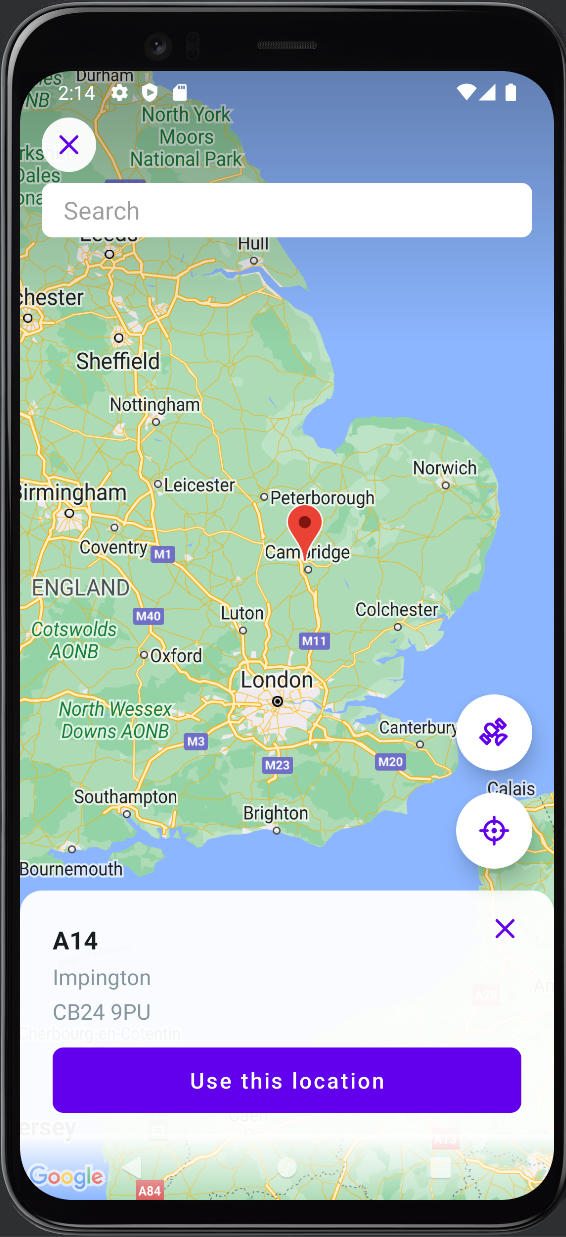 Durham
2:14
North York
Moors
National Park
Search
Leeds
Hull
chester
Sheffield
Nottingham
Norwich
Leicester
Peterborough
Birmingham
Coventry
M1
Cambridge
ENGLAND
M40
Luton
Colchester
Cotswolds
AONB
M11
Oxford
London
North Wessex
Downs AONB
Canterbury
M3
M23
M20
Calais
Southampton
Brighton
Bournemouth
A14
Impington
CB24 9PU
Cherbourg-en-Cotentin
Use this location
Caen
ersey
A13
Google
A84